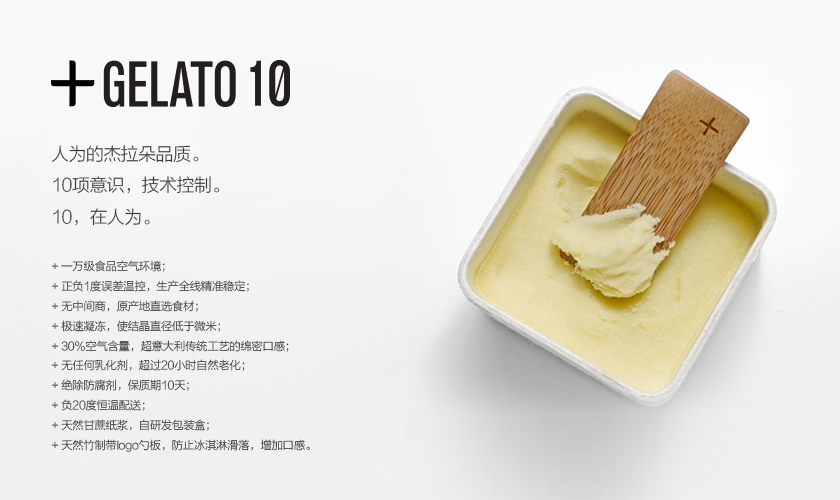 + GELATO 10
人为的杰拉朵品质。
10项意识，技术控制。
10，在人为。
+ 一万级食品空气环境；
+ 正负1度误差温控，生产全线精准稳定；
+ 无中间商，原产地直选食材；
+ 极速凝冻，使结晶直径低于微米；
+ 30%空气含量，超意大利传统工艺的绵密口感；
+ 无任何乳化剂，超过20小时自然老化；
+ 绝除防腐剂，保质期10天；
+ 负20度恒温配送；
+ 天然甘蔗纸浆，自研发包装盒；
+ 天然竹制带logo勺板，防止冰淇淋滑落，增加口感。
+